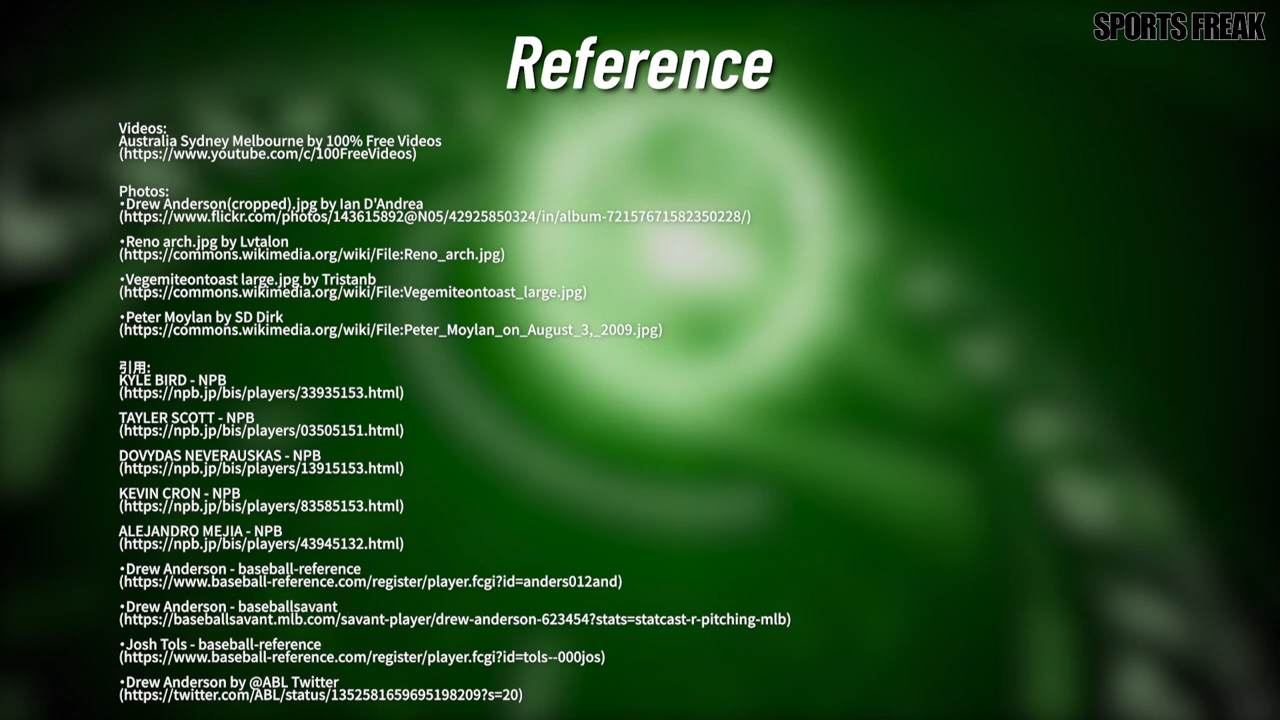 SPORTS FREAK
Reference
Videos:
Australia Sydney Melbourne by 100% Free Videos
(https://www.youtube.com/c/100FreeVideos)
Photos:
・Drew Anderson(cropped).jpg by Ian D'Andrea
(https://www.flickr.com/photos/143615892@N05/42925850324/in/album-72157671582350228/)
・Reno arch.jpg by Lvtalon
(https://commons.wikimedia.org/wiki/File:Reno_arch.jpg)
・Vegemiteontoast large.jpg by Tristanb
(https://commons.wikimedia.org/wiki/File:Vegemiteontoast_large.jpg)
・Peter Moylan by SD Dirk
(https://commons.wikimedia.org/wiki/File:Peter_Moylan_on_August_3,_2009.jpg)
引用:
KYLE BIRD - NPB
(https://npb.jp/bis/players/33935153.html)
TAYLER SCOTT - NPB
(https://npb.jp/bis/players/03505151.html)
DOVYDAS NEVERAUSKAS - NPB
(https://npb.jp/bis/players/13915153.html)
KEVIN CRON - NPB
(https://npb.jp/bis/players/83585153.html)
ALEJANDRO MEJIA - NPB
(https://npb.jp/bis/players/43945132.html)
・Drew Anderson - baseball-reference
(https://www.baseball-reference.com/register/player.fcgi?id=anders012and)
・Drew Anderson - baseballsavant
(https://baseballsavant.mlb.com/savant-player/drew-anderson-623454?stats=statcast-r-pitching-mlb)
・Josh Tols - baseball-reference
(https://www.baseball-reference.com/register/player.fcgi?id=tols--000jos)
・Drew Anderson by @ABL Twitter
(https://twitter.com/ABL/status/1352581659695198209?s=20)